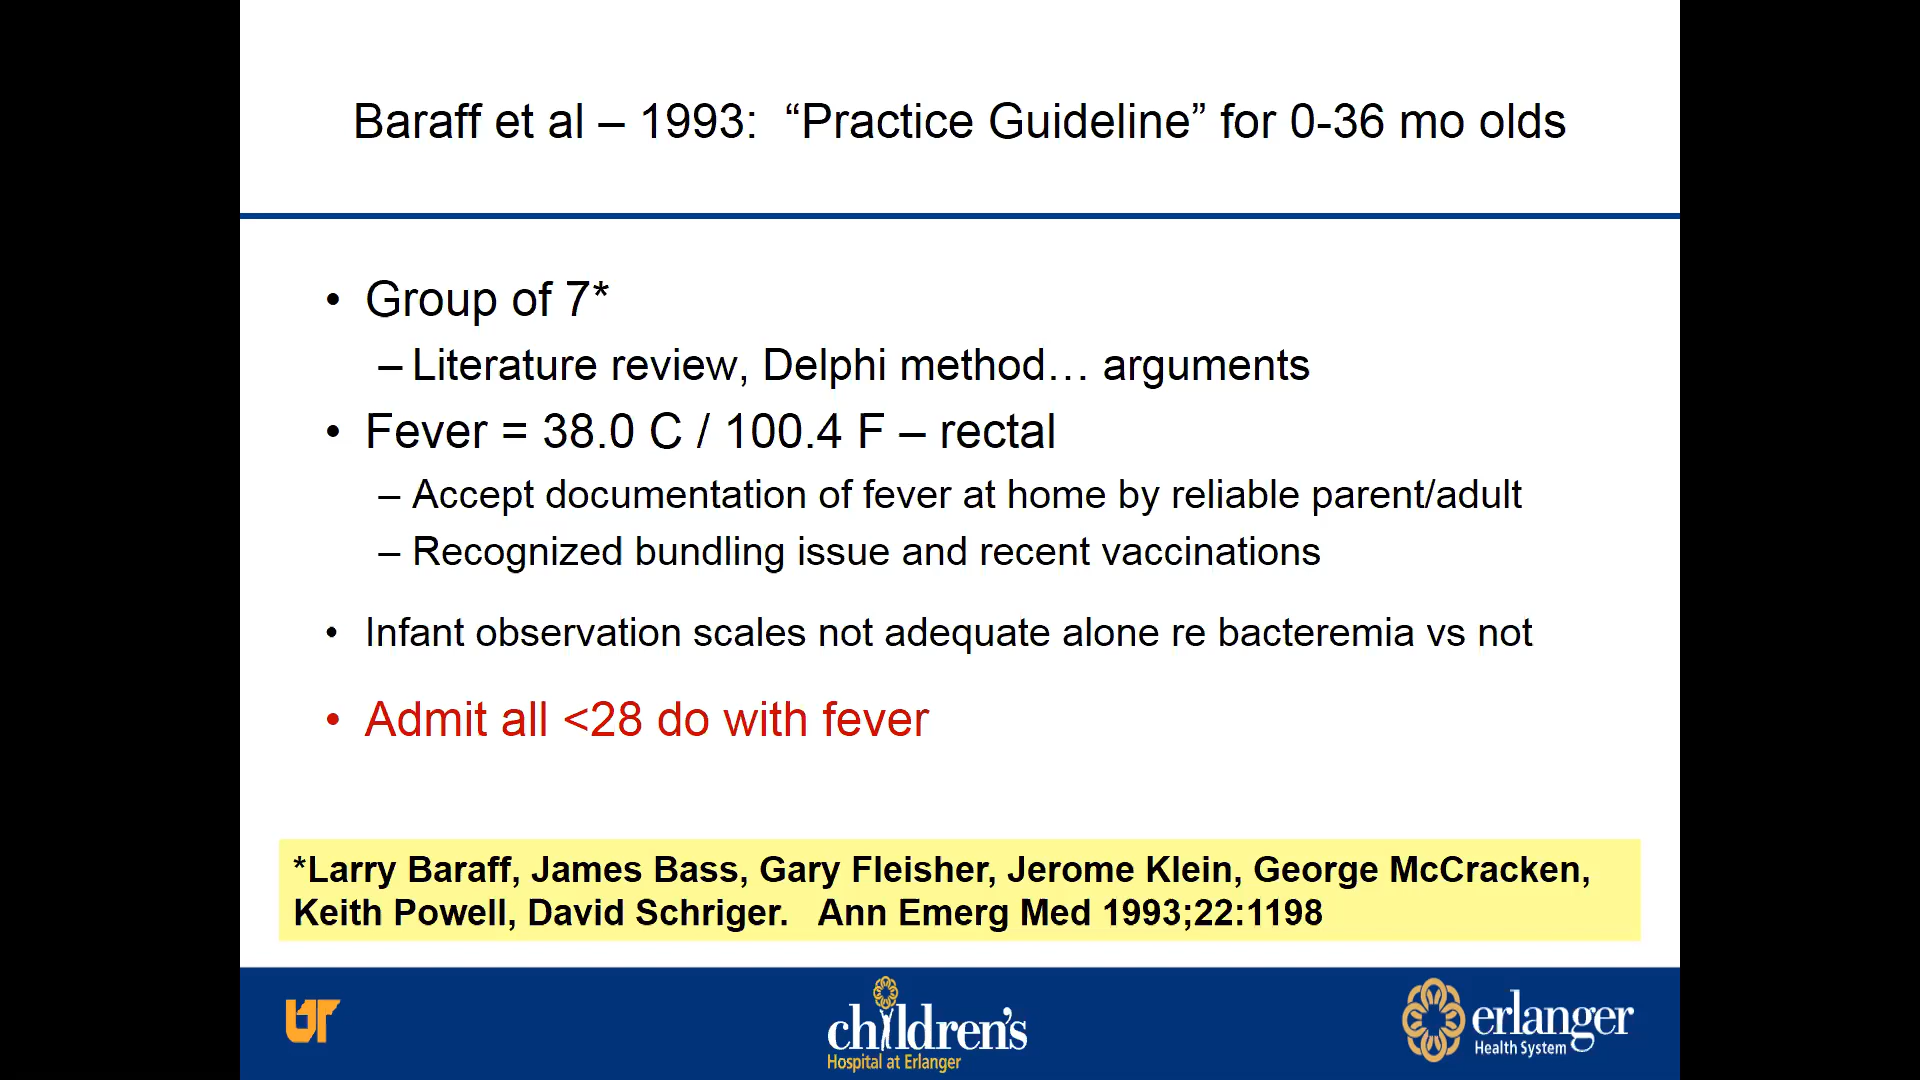 Baraff et al – 1993:  “Practice Guideline” for 0-36 mo olds
• Group of 7*
– Literature review, Delphi method… arguments
• Fever = 38.0 C / 100.4 F – rectal
– Accept documentation of fever at home by reliable parent/adult
– Recognized bundling issue and recent vaccinations
• Infant observation scales not adequate alone re bacteremia vs not
• Admit all <28 do with fever
*Larry Baraff, James Bass, Gary Fleisher, Jerome Klein, George McCracken,
Keith Powell, David Schriger.   Ann Emerg Med 1993;22:1198
UT
children's
Hospital at Erlanger
erlanger
Health System